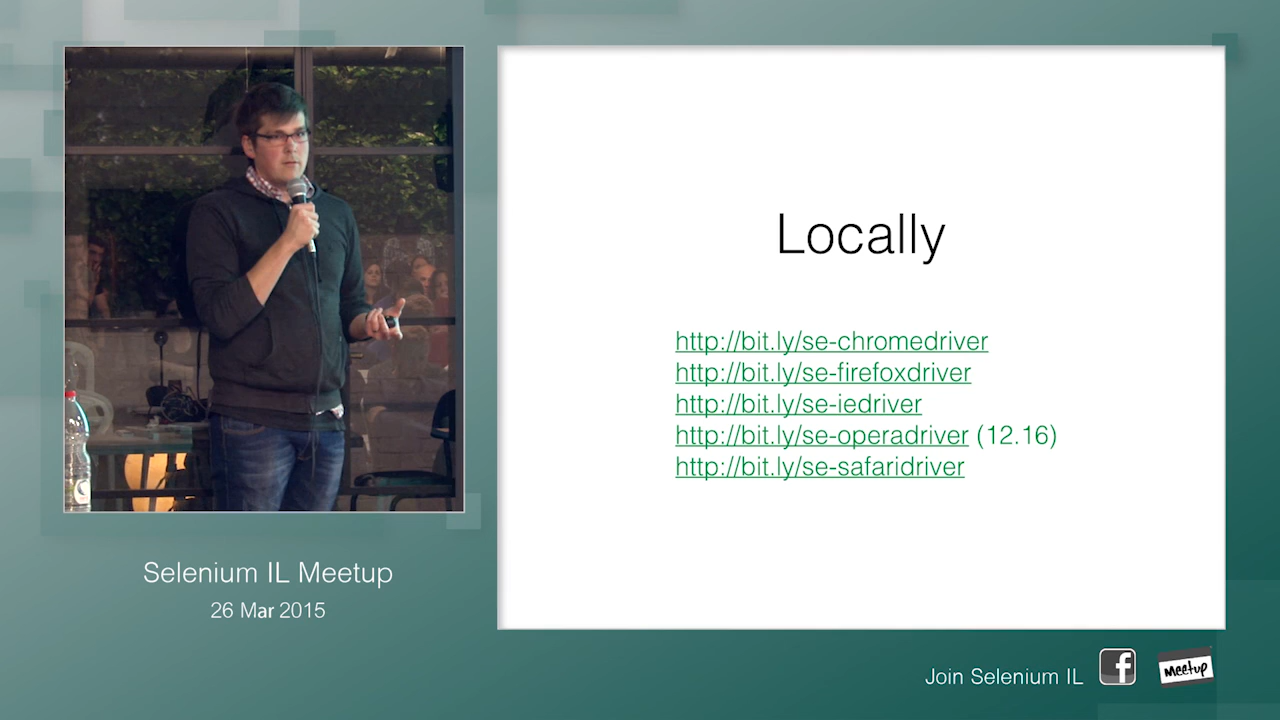 Locally
http://bit.ly/se-chromedriver
http://bit.ly/se-firefoxdriver
http://bit.ly/se-iedriver
http://bit.ly/se-operadriver (12.16)
http://bit.ly/se-safaridriver
Selenium IL Meetup
26 Mar 2015
Join Selenium IL
f
Meetup